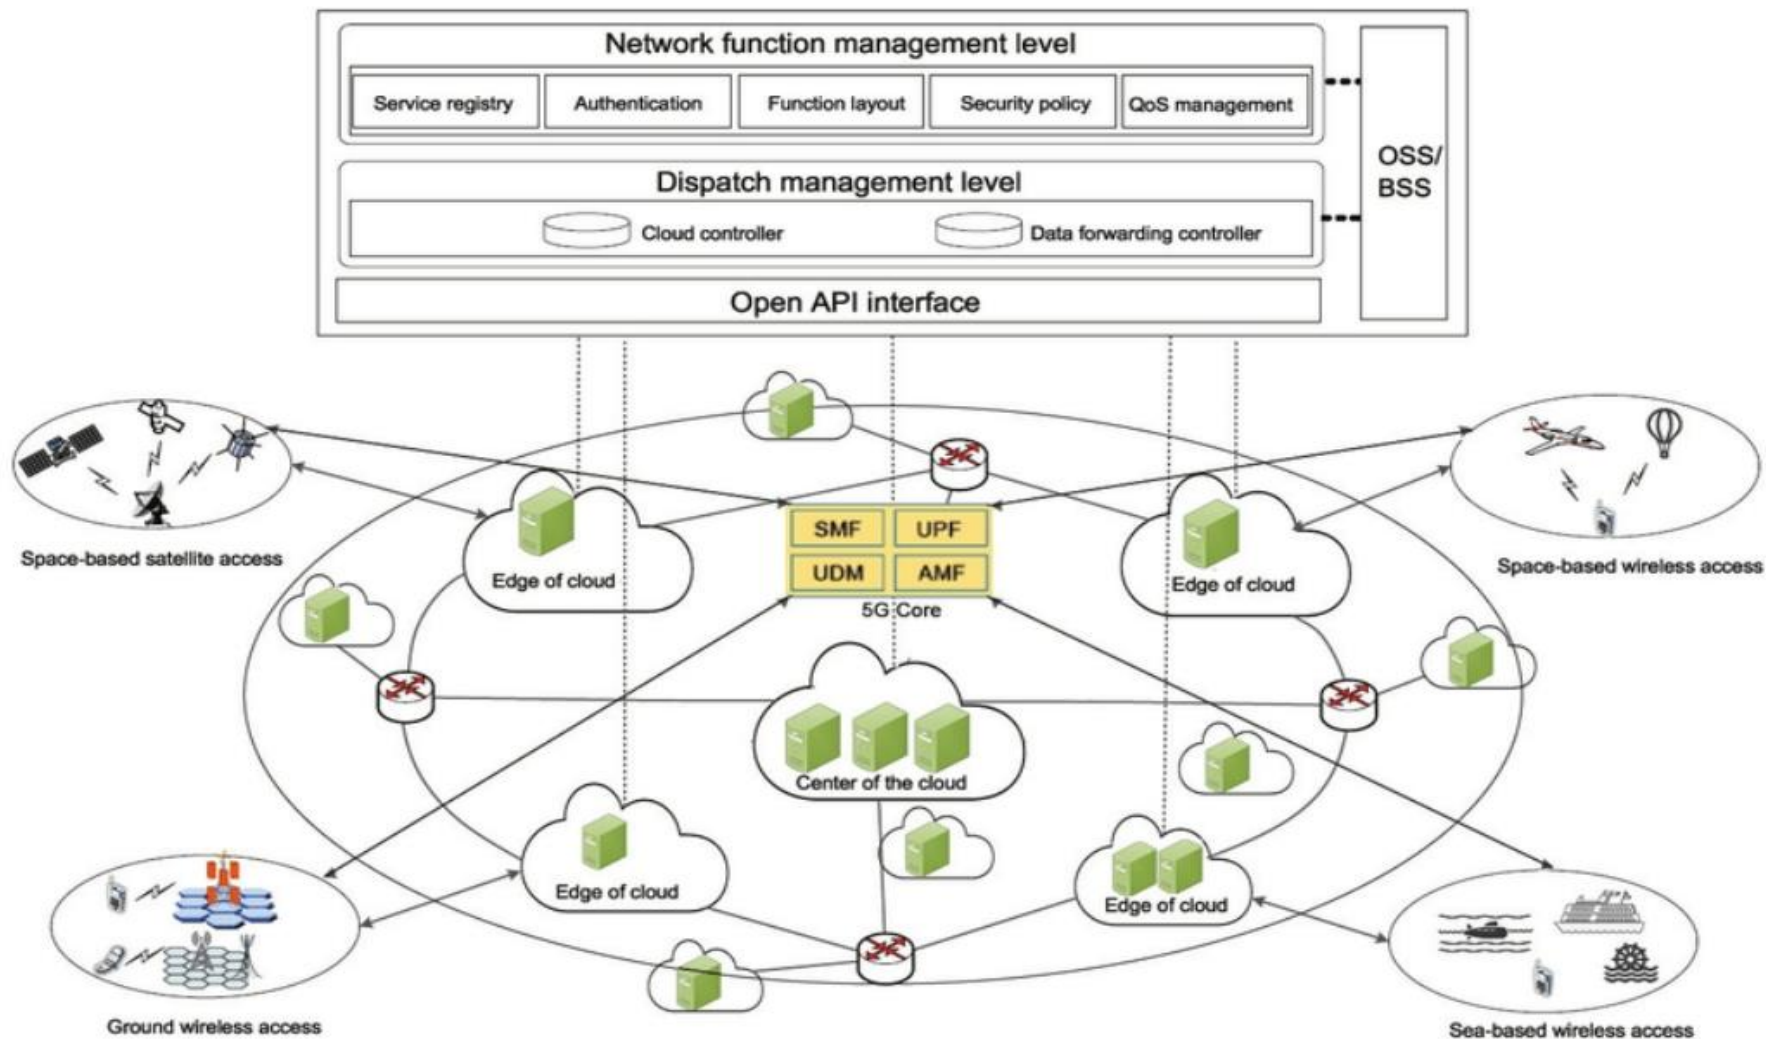 Network function management level
Service registry
Authentication
Function layout
Security policy
QoS management
OSS/
BSS
Dispatch management level
Cloud controller
Data forwarding controller
Open API interface
Space-based satellite access
Edge of cloud
SMF
UPF
UDM
AMF
5G Core
Edge of cloud
Space-based wireless access
Center of the cloud
Edge of cloud
Edge of cloud
Ground wireless access
Sea-based wireless access